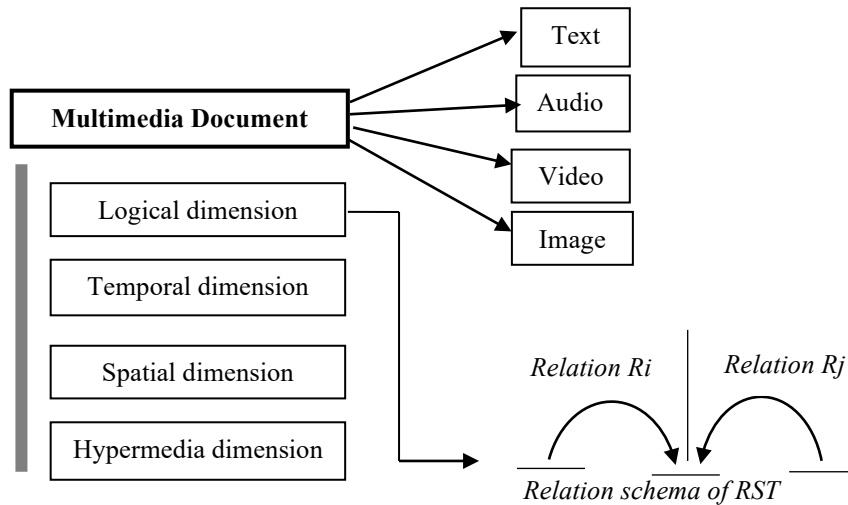 Text
Audio
Multimedia Document
Video
Logical dimension
Image
Temporal dimension
Spatial dimension
Relation Ri
Relation Rj
Hypermedia dimension
Relation schema of RST